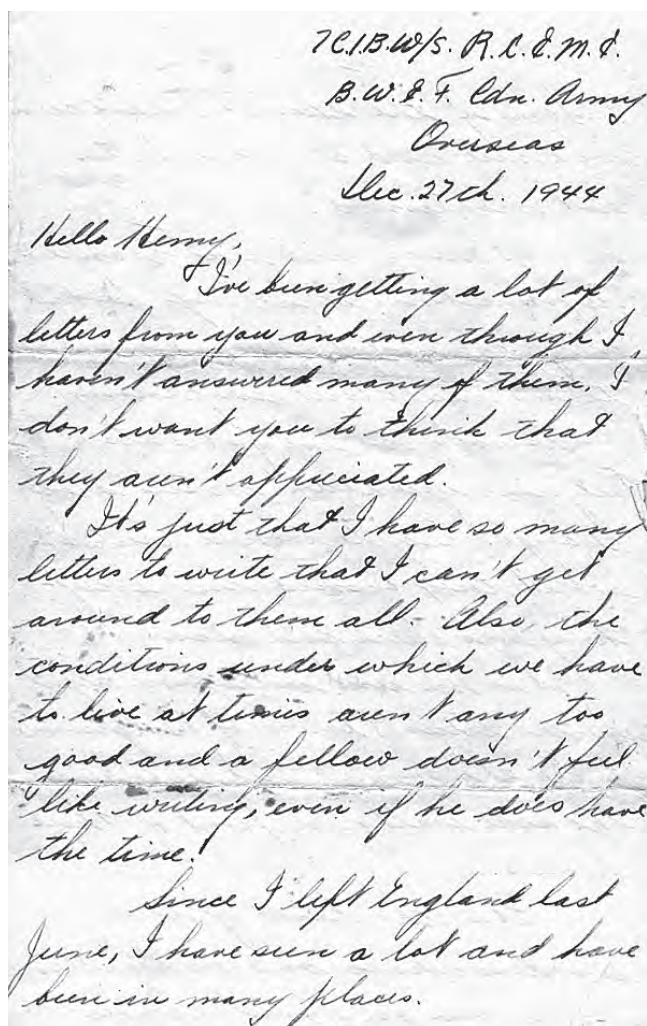 7C.I.B.W/S. R.C.E.M.E.
B.W.E.F. Cdn. Army
Overseas
Dec. 27th. 1944
Hello Henry,
I've been getting a lot of
letters from you and even though I
haven't answered many of them, I
don't want you to think that
they aren't appreciated.
It's just that I have so many
letters to write that I can't get
around to them all. Also, the
conditions under which we have
to live at times aren't any too
good and a fellow doesn't feel
like writing, even if he does have
the time.
Since I left England last
June, I have seen a lot and have
been in many places.